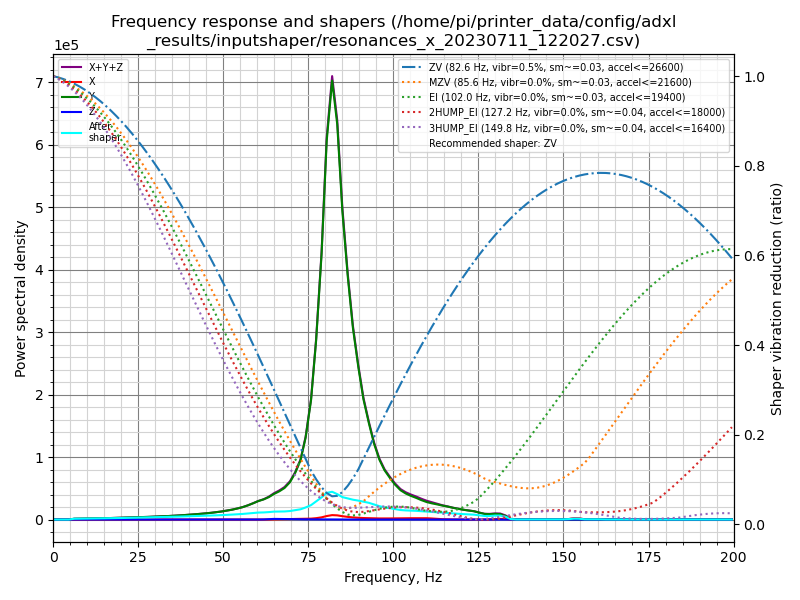 Frequency response and shapers (/home/pi/printer_data/config/adxl
_results/inputshaper/resonances_x_20230711_122027.csv)
1e5
X+Y+Z
X
Y
Z
After
shaper
ZV (82.6 Hz, vibr=0.5%, sm~=0.03, accel<=26600)
MZV (85.6 Hz, vibr=0.0%, sm~=0.03, accel<=21600)
EI (102.0 Hz, vibr=0.0%, sm~=0.03, accel<=19400)
2HUMP_EI (127.2 Hz, vibr=0.0%, sm~=0.04, accel<=18000)
3HUMP_EI (149.8 Hz, vibr=0.0%, sm~=0.04, accel<=16400)
Recommended shaper: ZV
Power spectral density
7
6
5
4
3
2
1
0
1.0
0.8
0.6
0.4
0.2
0.0
Shaper vibration reduction (ratio)
0 25 50 75 100 125 150 175 200
Frequency, Hz